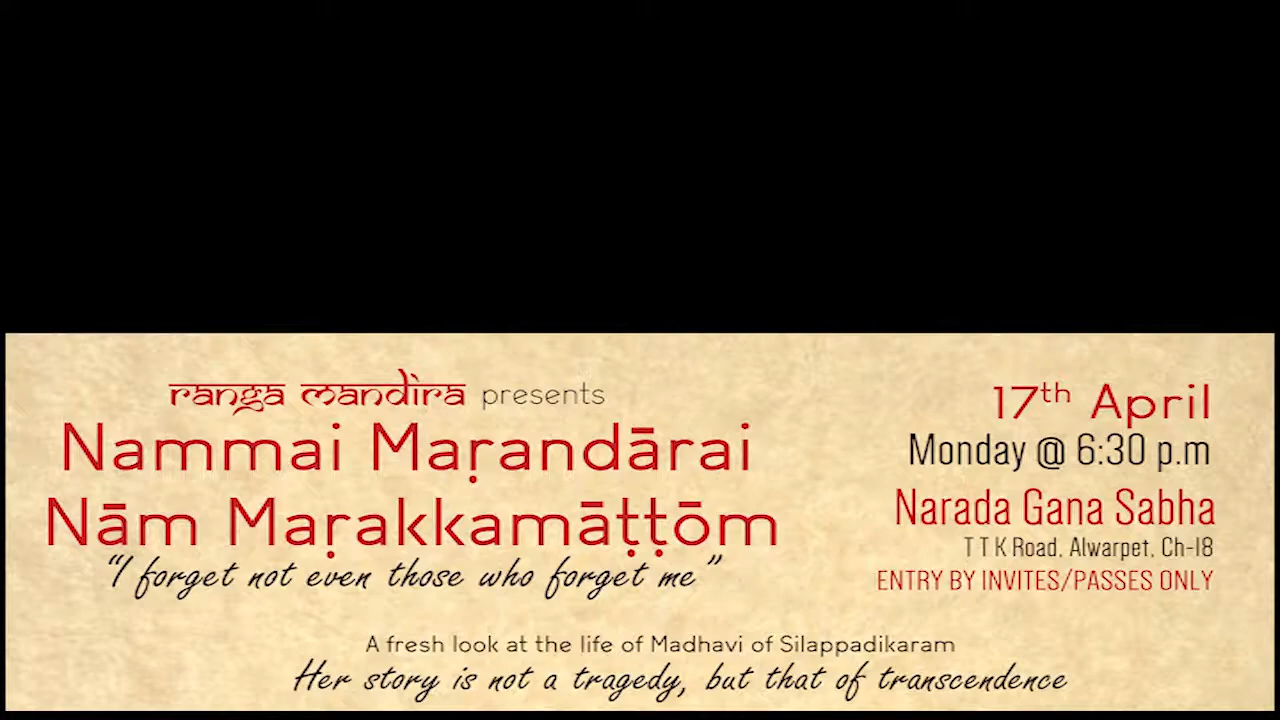 ranga mandira presents
Nammai Maṟandārai
Nām Maṟakkamāṭṭōm
“I forget not even those who forget me”
17th April
Monday @ 6:30 p.m
Narada Gana Sabha
T T K Road, Alwarpet, Ch-18
ENTRY BY INVITES/PASSES ONLY
A fresh look at the life of Madhavi of Silappadikaram
Her story is not a tragedy, but that of transcendence